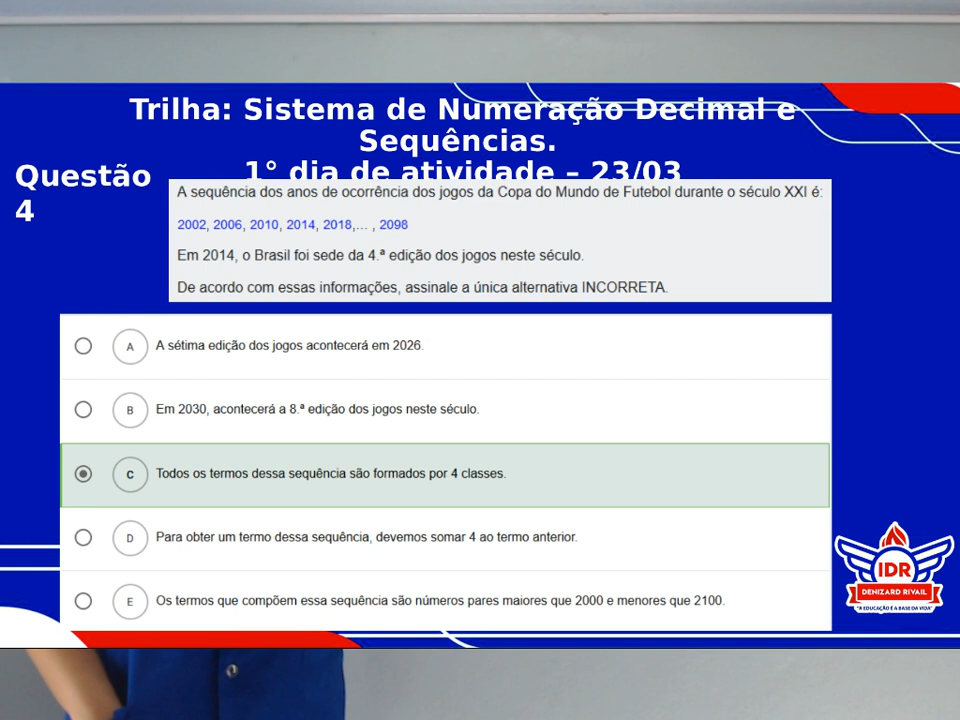 Trilha: Sistema de Numeração Decimal e
Sequências.
1° dia de atividade – 23/03
Questão
4
A sequência dos anos de ocorrência dos jogos da Copa do Mundo de Futebol durante o século XXI é:
2002, 2006, 2010, 2014, 2018,... , 2098
Em 2014, o Brasil foi sede da 4.ª edição dos jogos neste século.
De acordo com essas informações, assinale a única alternativa INCORRETA.
A A sétima edição dos jogos acontecerá em 2026.
B Em 2030, acontecerá a 8.ª edição dos jogos neste século.
C Todos os termos dessa sequência são formados por 4 classes.
D Para obter um termo dessa sequência, devemos somar 4 ao termo anterior.
E Os termos que compõem essa sequência são números pares maiores que 2000 e menores que 2100.
IDR
DENIZARD RIVAIL
"A EDUCAÇÃO É A BASE DA VIDA"